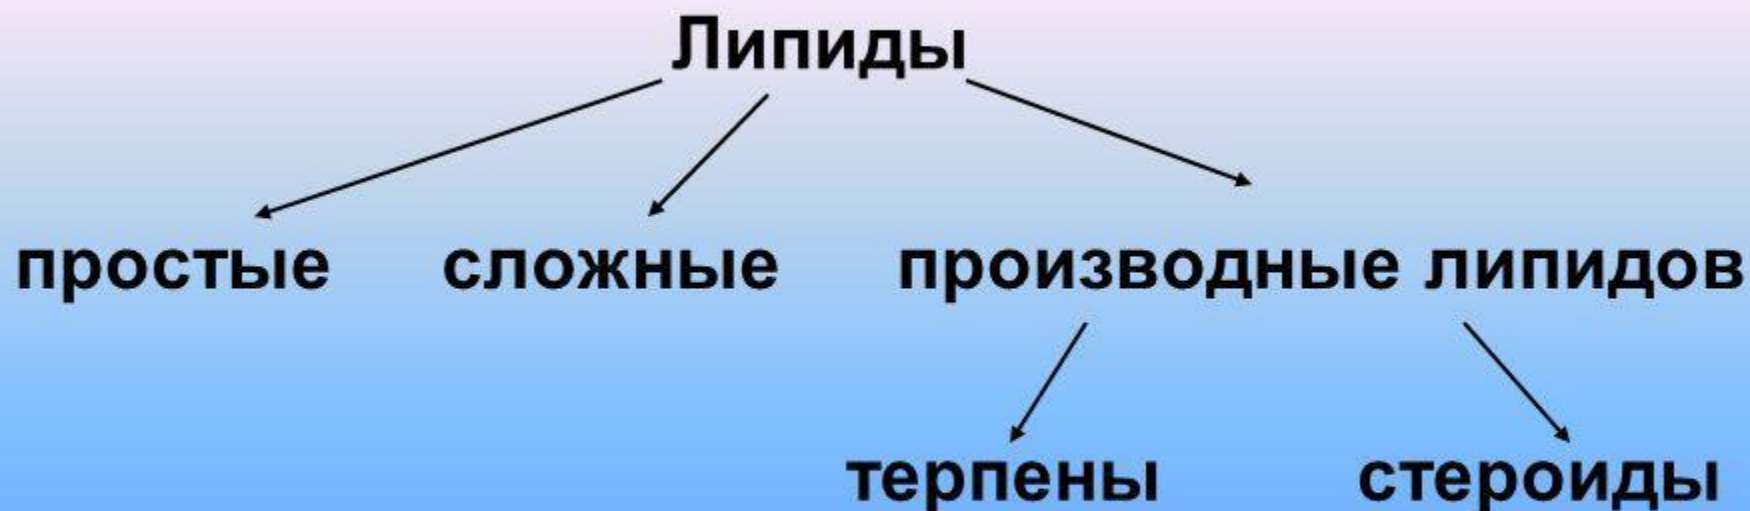 Липиды
простые сложные производные липидов
терпены стероиды